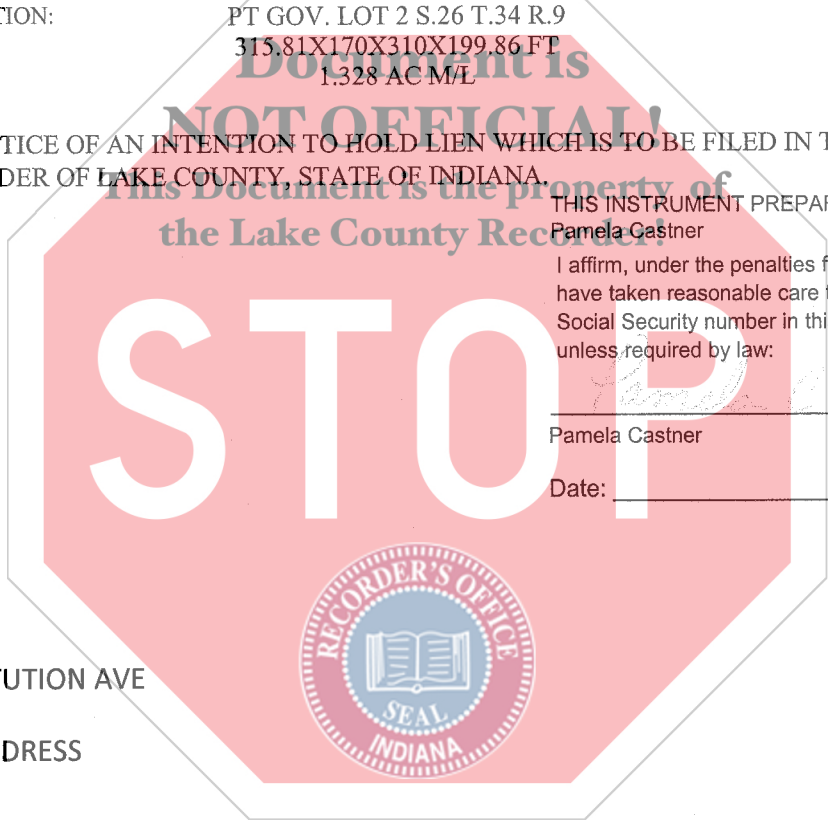 TION:
PT GOV. LOT 2 S.26 T.34 R.9
315.81X170X310X199.86 FT
1.328 AC M/L
Document is
NOT OFFICIAL!
TICE OF AN INTENTION TO HOLD LIEN WHICH IS TO BE FILED IN T
DER OF LAKE COUNTY, STATE OF INDIANA.
This Document is the property of
the Lake County Recorder!
THIS INSTRUMENT PREPAR
Pamela Castner
I affirm, under the penalties f
have taken reasonable care t
Social Security number in thi
unless required by law:
Pamela C
Pamela Castner
Date:
STOP
RECORDER'S OFFICE
SEAL
INDIANA
UTION AVE
DRESS